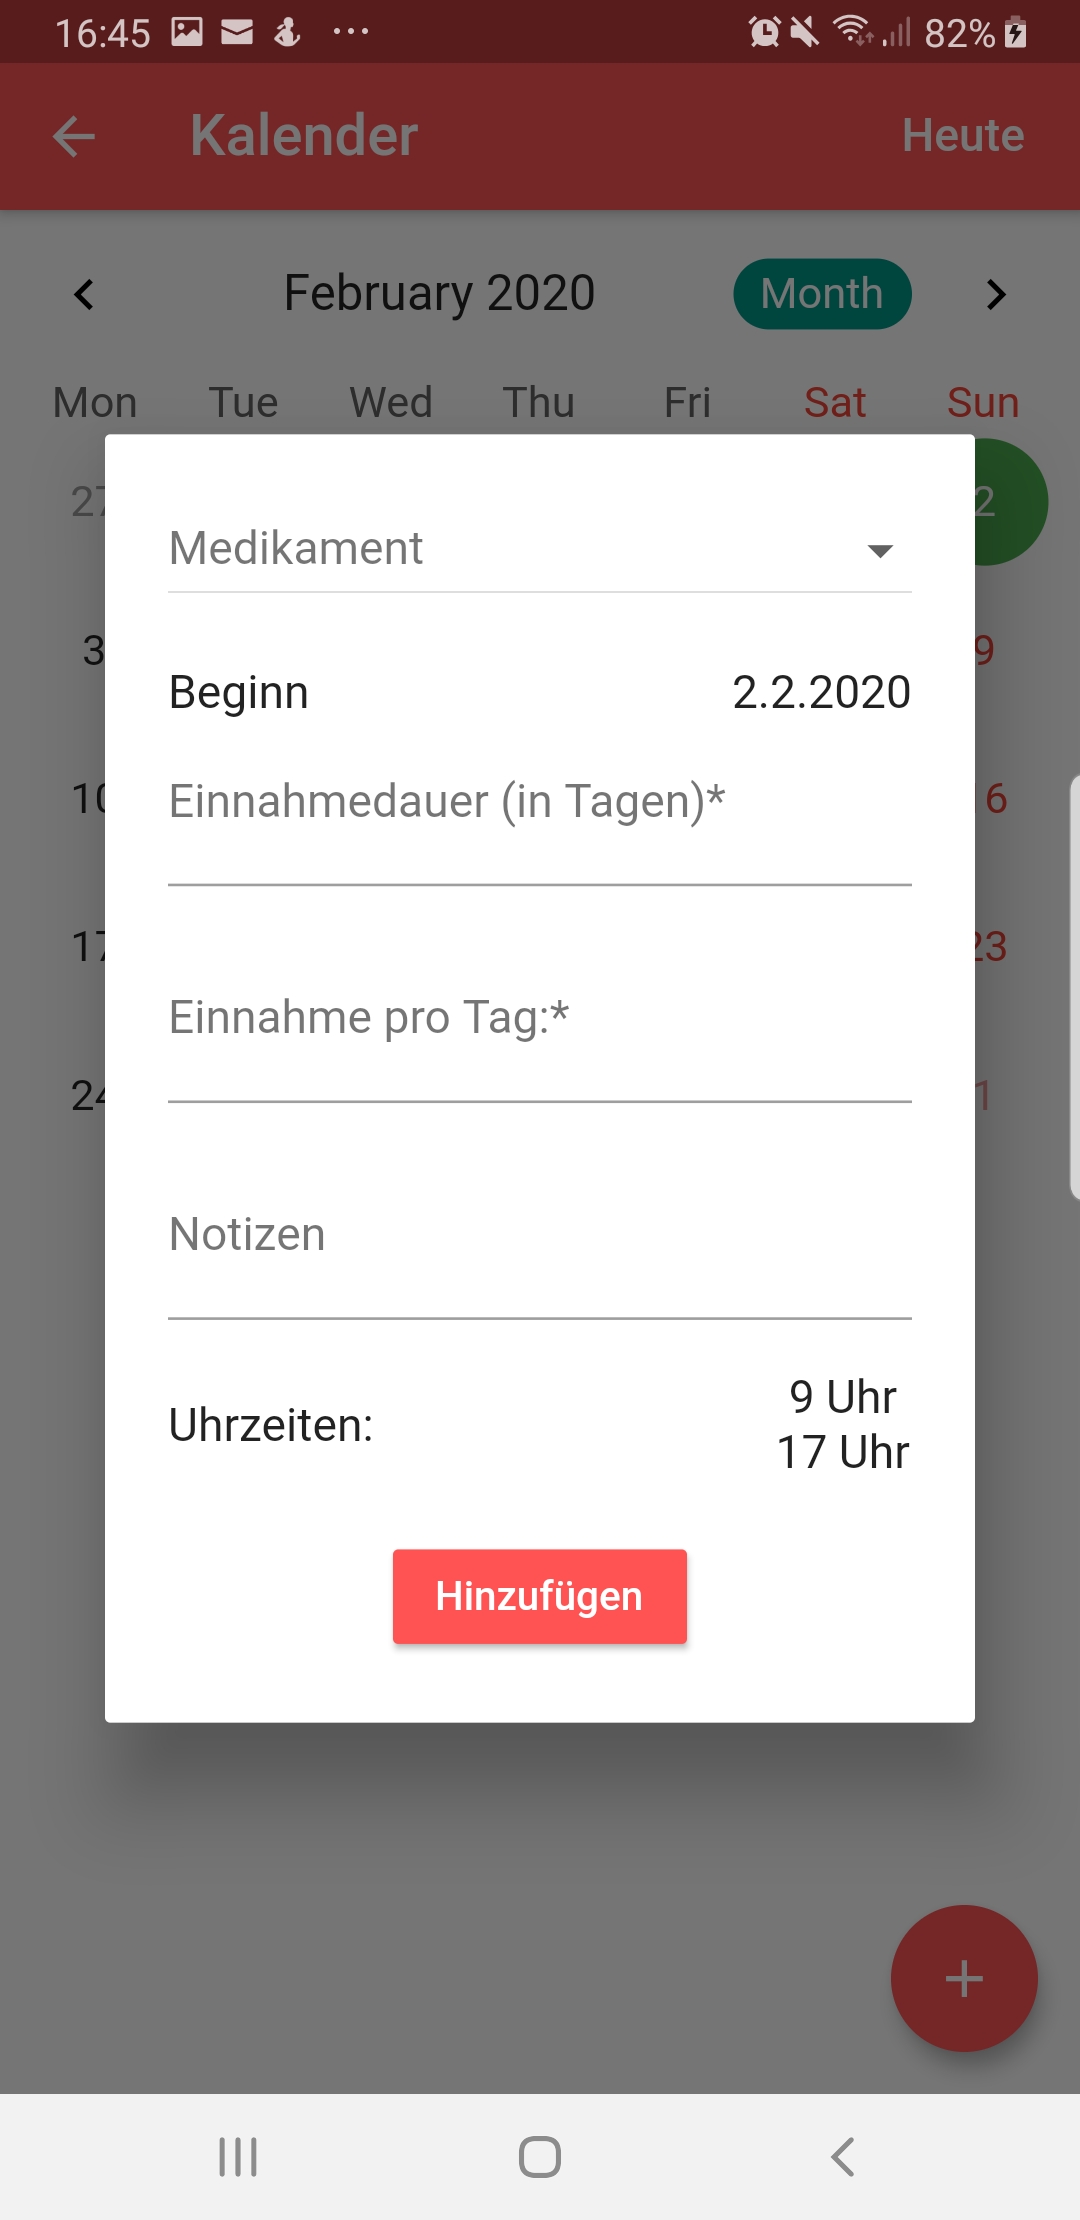 16:45 82%
Kalender Heute
February 2020 Month
Mon Tue Wed Thu Fri Sat Sun
27 2
Medikament
3 9
Beginn 2.2.2020
10 6
Einnahmedauer (in Tagen)*
17 23
Einnahme pro Tag:*
24 1
Notizen
9 Uhr
Uhrzeiten:
17 Uhr
Hinzufügen